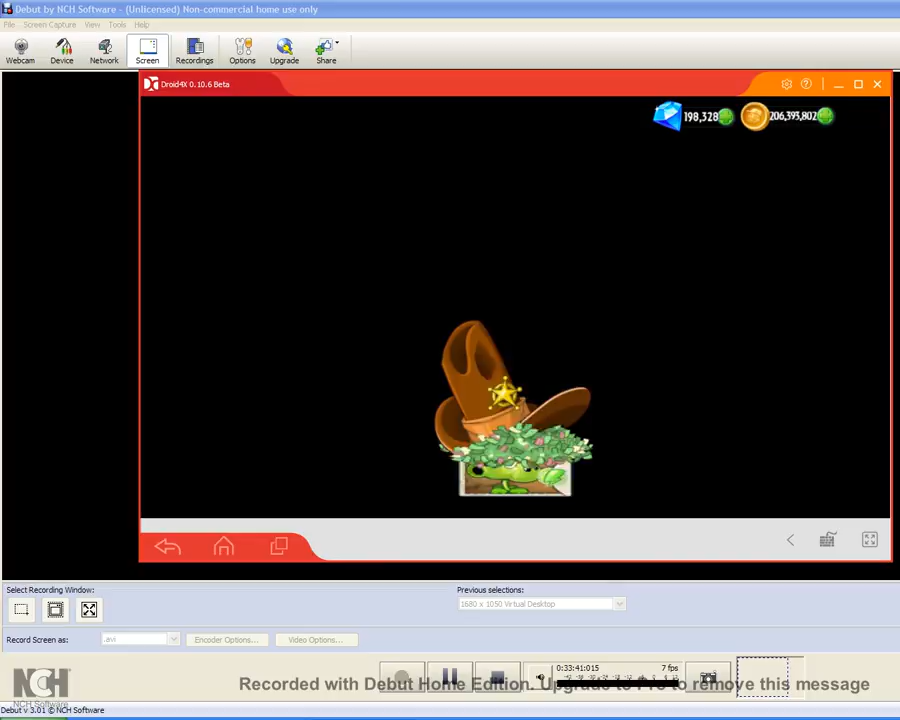 Debut by NCH Software - (Unlicensed) Non-commercial home use only
File Screen Capture View Tools Help
Webcam Device Network Screen Recordings Options Upgrade Share
Droid4X 0.10.6 Beta
198,328 206,393,802
Select Recording Window:
Previous selections:
1680 x 1050 Virtual Desktop
Record Screen as: .avi Encoder Options... Video Options...
0:33:41:015 7 fps
NCH
NCH Software
Recorded with Debut Home Edition. Upgrade to Pro to remove this message
Debut v 3.01 © NCH Software